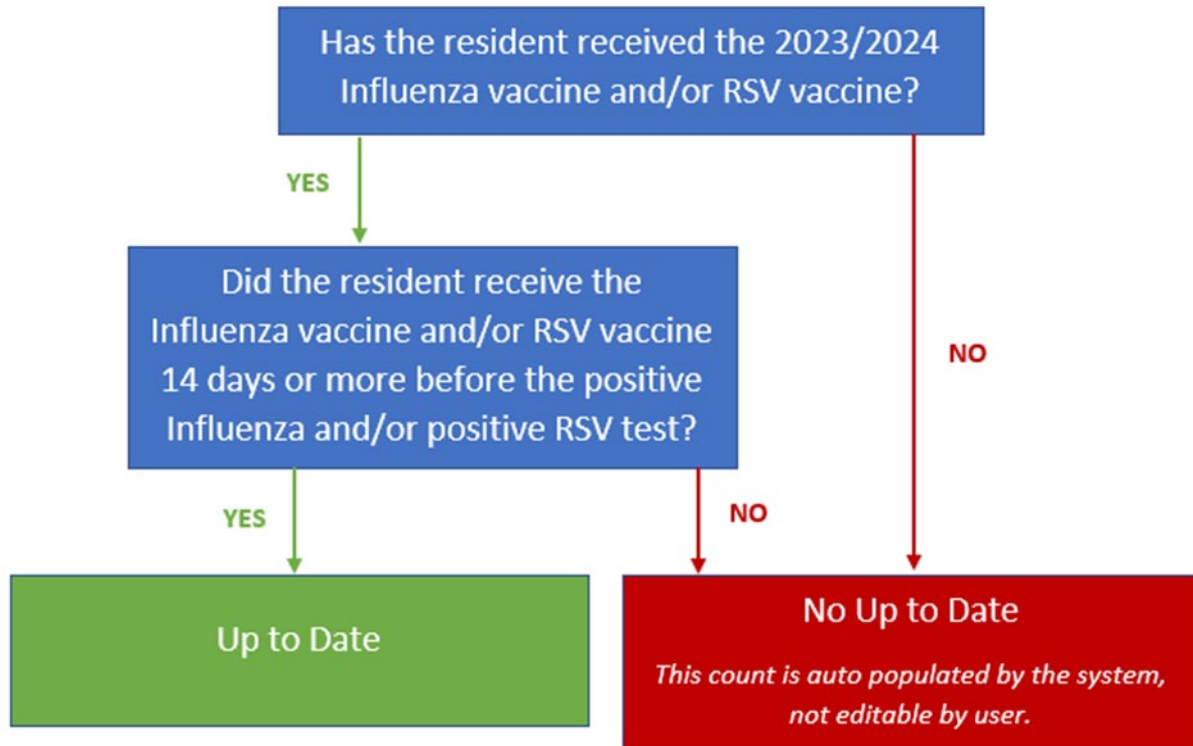 Has the resident received the 2023/2024
Influenza vaccine and/or RSV vaccine?
YES
NO
Did the resident receive the
Influenza vaccine and/or RSV vaccine
14 days or more before the positive
Influenza and/or positive RSV test?
YES
NO
Up to Date
No Up to Date
This count is auto populated by the system,
not editable by user.